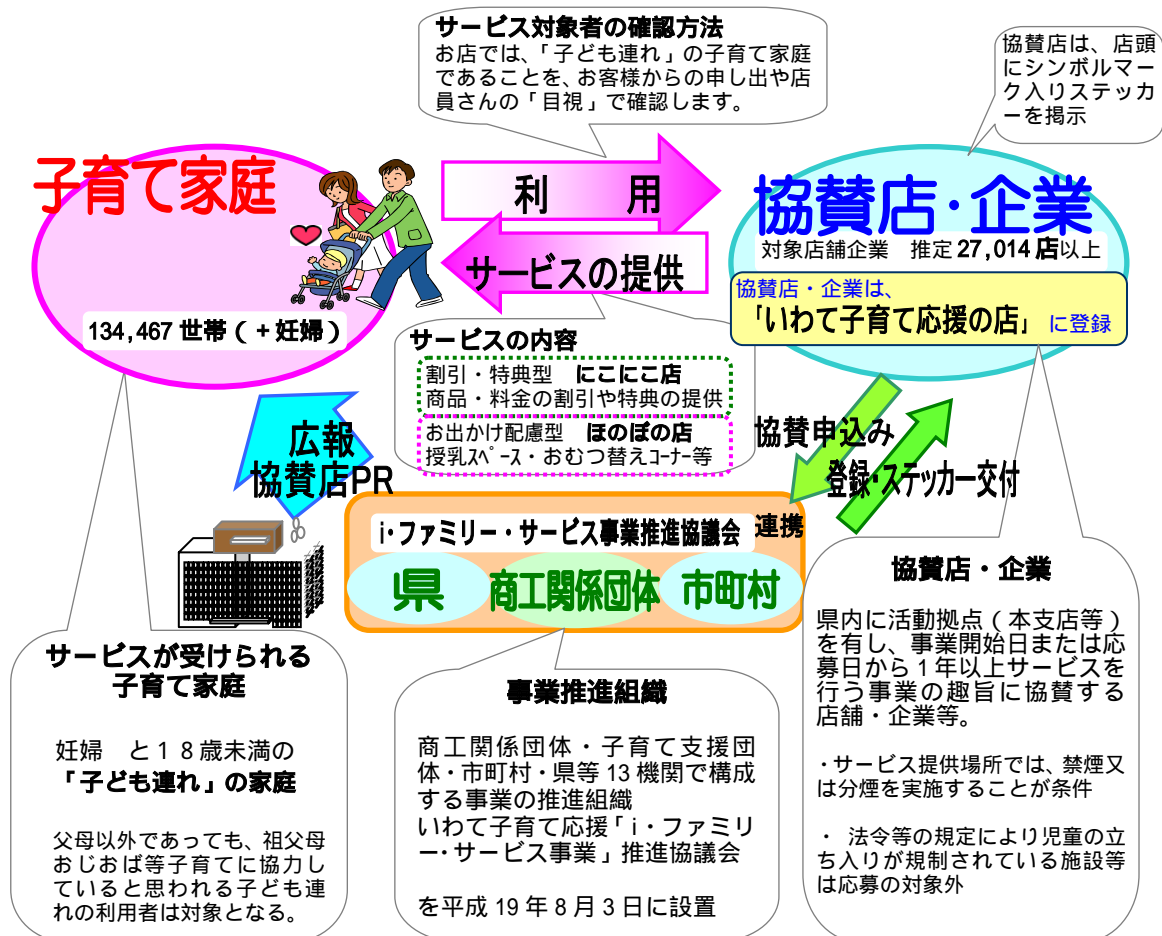 サービス対象者の確認方法
お店では、「子ども連れ」の子育て家庭
であることを、お客様からの申し出や店
員さんの「目視」で確認します。
協賛店は、店頭
にシンボルマー
ク入りステッカ
ーを掲示
子育て家庭
134,467 世帯(+妊婦)
利　用
サービスの提供
協賛店・企業
対象店舗企業　推定 27,014 店以上
協賛店・企業は、
「いわて子育て応援の店」 に登録
サービスの内容
割引・特典型　にこにこ店
商品・料金の割引や特典の提供
お出かけ配慮型　ほのぼの店
授乳スペース・おむつ替えコーナー等
広報
協賛店PR
協賛申込み
登録・ステッカー交付
i・ファミリー・サービス事業推進協議会
連携
県
商工関係団体
市町村
サービスが受けられる
子育て家庭
妊婦　と18歳未満の
「子ども連れ」の家庭
父母以外であっても、祖父母
おじおば等子育てに協力し
ていると思われる子ども連
れの利用者は対象となる。
事業推進組織
商工関係団体・子育て支援団
体・市町村・県等 13 機関で構成
する事業の推進組織
いわて子育て応援「i・ファミリ
ー・サービス事業」推進協議会
を平成 19 年 8 月 3 日に設置
協賛店・企業
県内に活動拠点(本支店等)
を有し、事業開始日または応
募日から1年以上サービスを
行う事業の趣旨に協賛する
店舗・企業等。
・サービス提供場所では、禁煙又
は分煙を実施することが条件
・ 法令等の規定により児童の立
ち入りが規制されている施設等
は応募の対象外